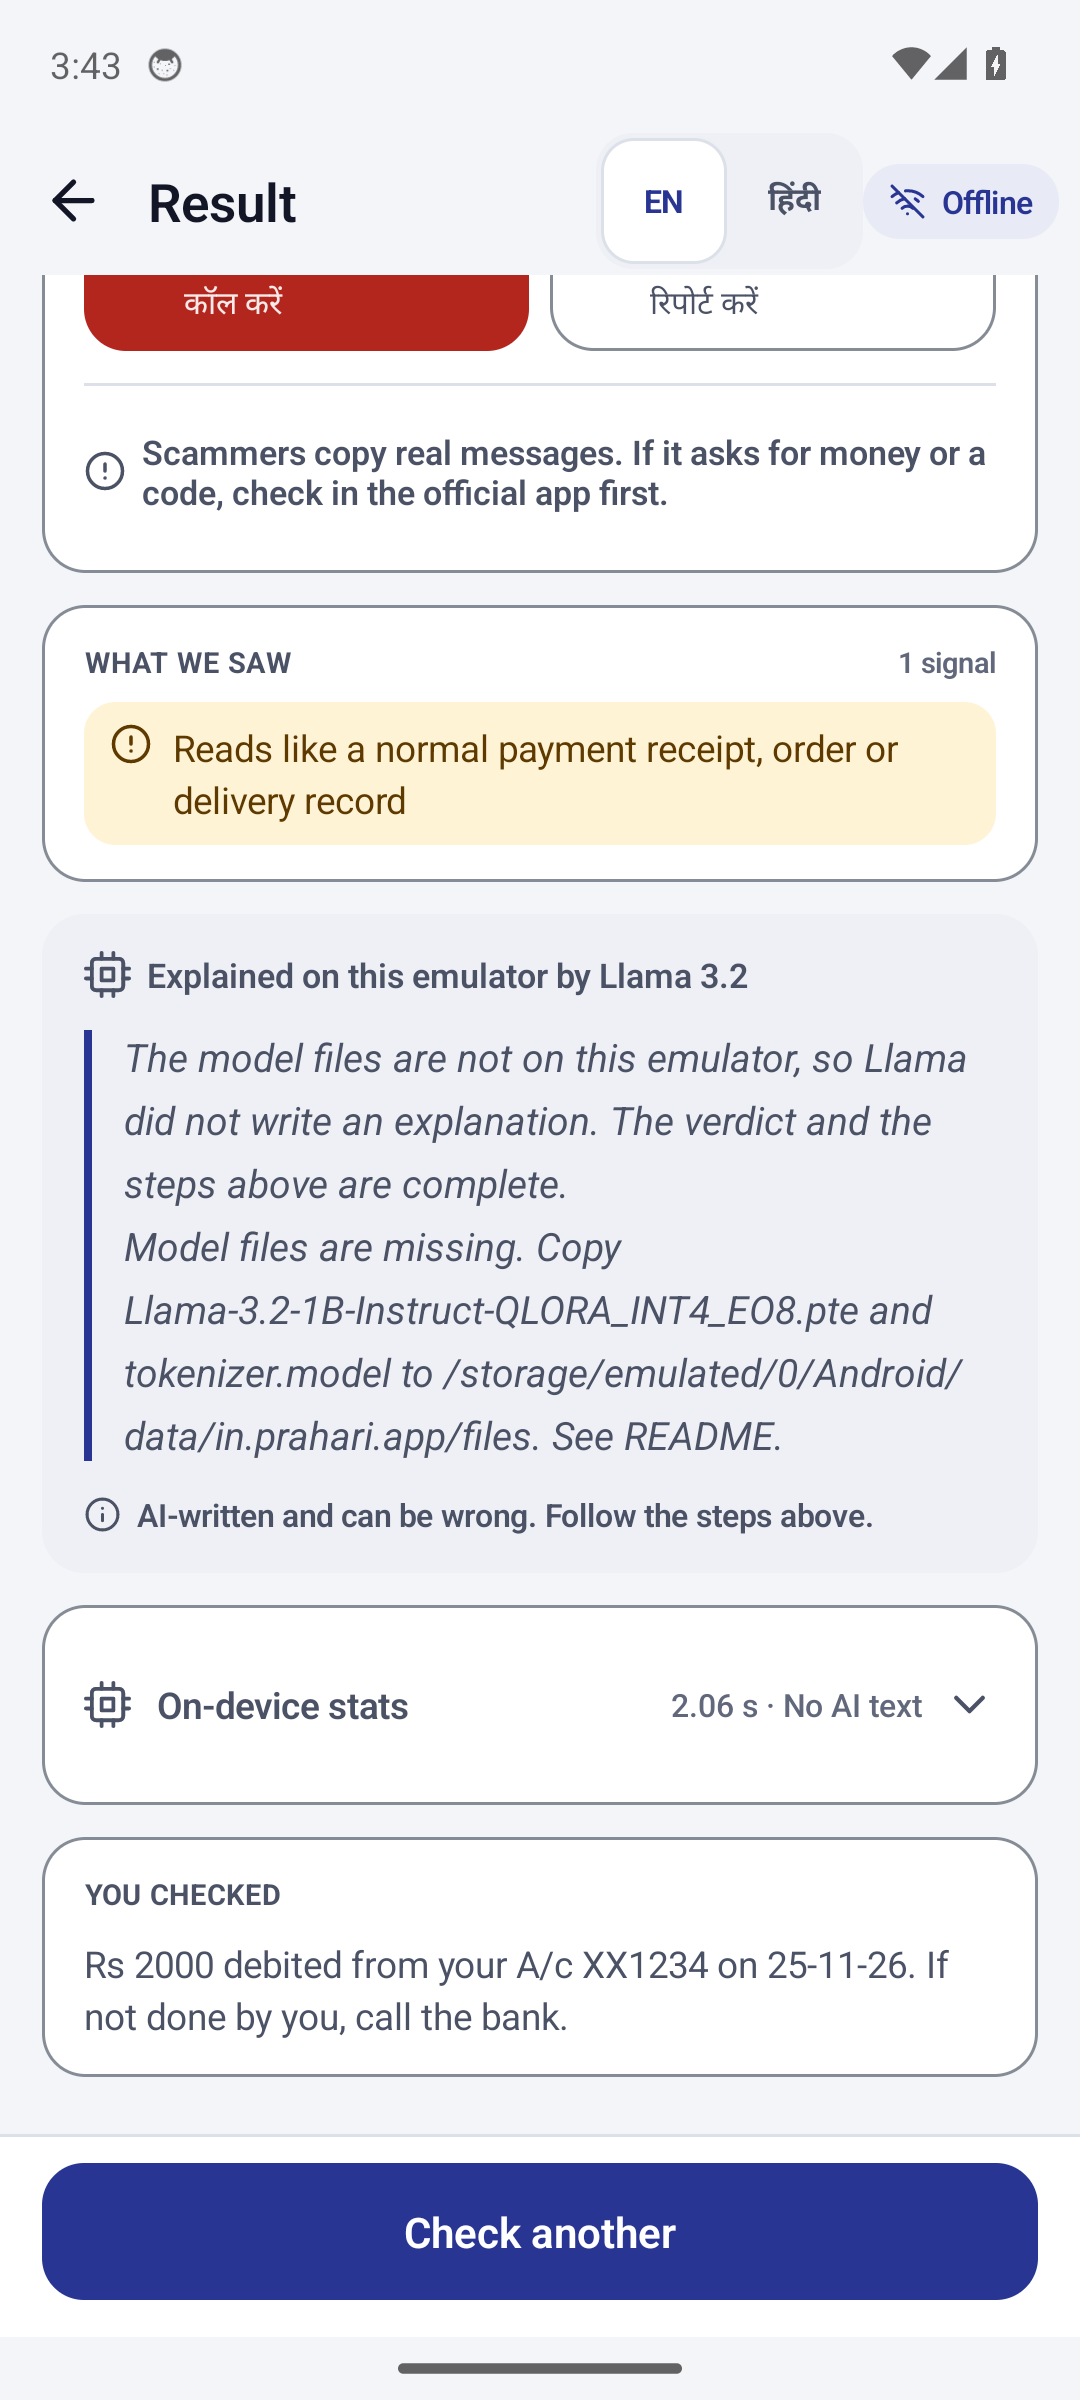 3:43
Result
EN
हिंदी
Offline
कॉल करें
रिपोर्ट करें
Scammers copy real messages. If it asks for money or a
code, check in the official app first.
WHAT WE SAW
1 signal
Reads like a normal payment receipt, order or
delivery record
Explained on this emulator by Llama 3.2
The model files are not on this emulator, so Llama
did not write an explanation. The verdict and the
steps above are complete.
Model files are missing. Copy
Llama-3.2-1B-Instruct-QLORA_INT4_EO8.pte and
tokenizer.model to /storage/emulated/0/Android/
data/in.prahari.app/files. See README.
AI-written and can be wrong. Follow the steps above.
On-device stats
2.06 s · No AI text
YOU CHECKED
Rs 2000 debited from your A/c XX1234 on 25-11-26. If
not done by you, call the bank.
Check another